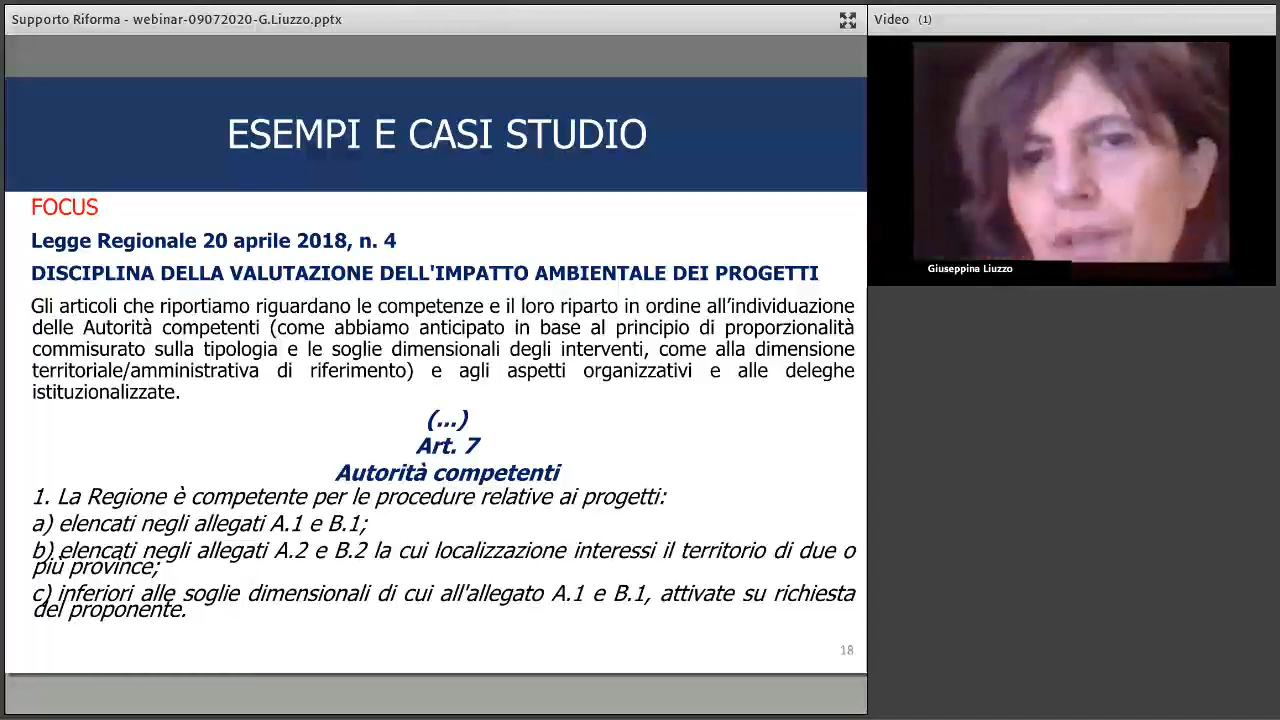 Supporto Riforma - webinar-09072020-G.Liuzzo.pptx
Video (1)
ESEMPI E CASI STUDIO
Giuseppina Liuzzo
FOCUS
Legge Regionale 20 aprile 2018, n. 4
DISCIPLINA DELLA VALUTAZIONE DELL'IMPATTO AMBIENTALE DEI PROGETTI
Gli articoli che riportiamo riguardano le competenze e il loro riparto in ordine all’individuazione
delle Autorità competenti (come abbiamo anticipato in base al principio di proporzionalità
commisurato sulla tipologia e le soglie dimensionali degli interventi, come alla dimensione
territoriale/amministrativa di riferimento) e agli aspetti organizzativi e alle deleghe
istituzionalizzate.
(...)
Art. 7
Autorità competenti
1. La Regione è competente per le procedure relative ai progetti:
a) elencati negli allegati A.1 e B.1;
b) elencati negli allegati A.2 e B.2 la cui localizzazione interessi il territorio di due o
più province;
c) inferiori alle soglie dimensionali di cui all'allegato A.1 e B.1, attivate su richiesta
del proponente.
18